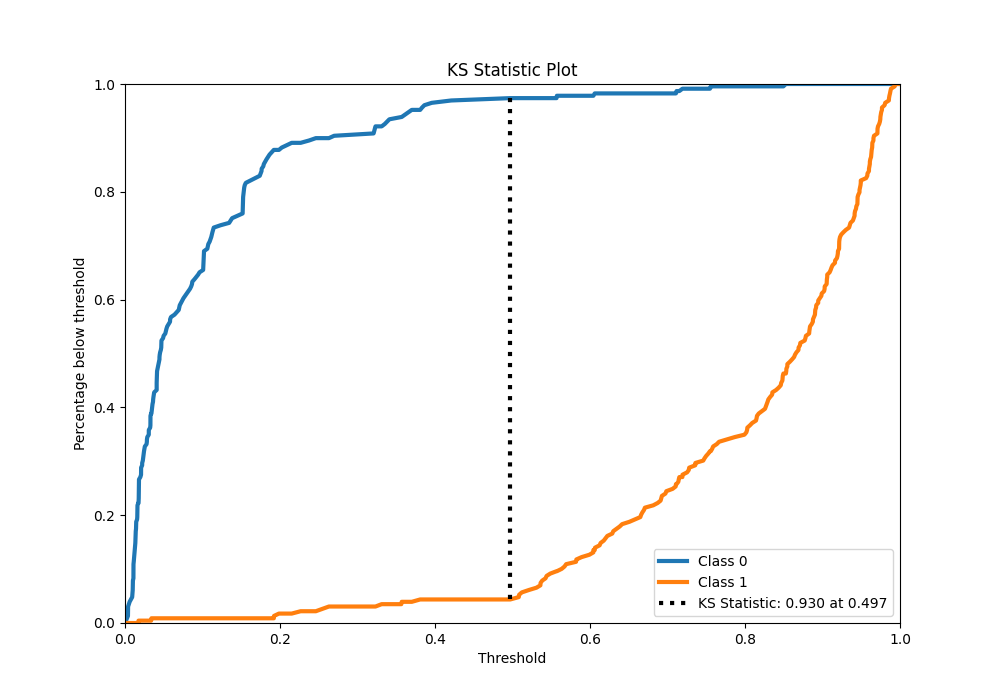 KS Statistic Plot
1.0
0.8
0.6
0.4
0.2
0.0
Percentage below threshold
0.0 0.2 0.4 0.6 0.8 1.0
Threshold
Class 0
Class 1
KS Statistic: 0.930 at 0.497